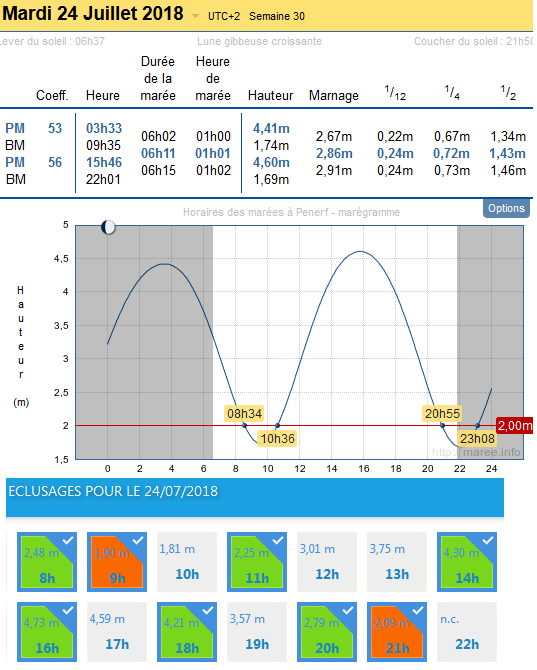 Mardi 24 Juillet 2018 UTC+2 Semaine 30
Lever du soleil : 06h37 Lune gibbeuse croissante Coucher du soleil : 21h50
Coeff. Heure Durée de la marée Heure de marée Hauteur Marnage 1/12 1/4 1/2
PM 53 03h33 4,41m
06h02 01h00 2,67m 0,22m 0,67m 1,34m
BM 09h35 1,74m
06h11 01h01 2,86m 0,24m 0,72m 1,43m
PM 56 15h46 4,60m
06h15 01h02 2,91m 0,24m 0,73m 1,46m
BM 22h01 1,69m
Options
Horaires des marées à Penerf - marégramme
5
4,5
4
3,5
3
2,5
2
1,5
Hauteur
(m)
08h34
20h55
2,00m
10h36
23h08
http://maree.info
0 2 4 6 8 10 12 14 16 18 20 22 24
ECLUSAGES POUR LE 24/07/2018
2,48 m 1,90 m 1,81 m 2,25 m 3,01 m 3,75 m 4,30 m
8h 9h 10h 11h 12h 13h 14h
4,73 m 4,59 m 4,21 m 3,57 m 2,79 m 2,09 m n.c.
16h 17h 18h 19h 20h 21h 22h